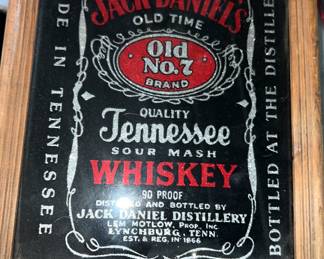 JACK DANIEL'S
OLD TIME
Old
No. 7
BRAND
QUALITY
Tennessee
SOUR MASH
WHISKEY
90 PROOF
DISTILLED AND BOTTLED BY
JACK DANIEL DISTILLERY
LEM MOTLOW, PROP., INC.
LYNCHBURG, TENN.
EST. & REG. IN 1866
DE IN TENNESSEE
BOTTLED AT THE DISTILLE